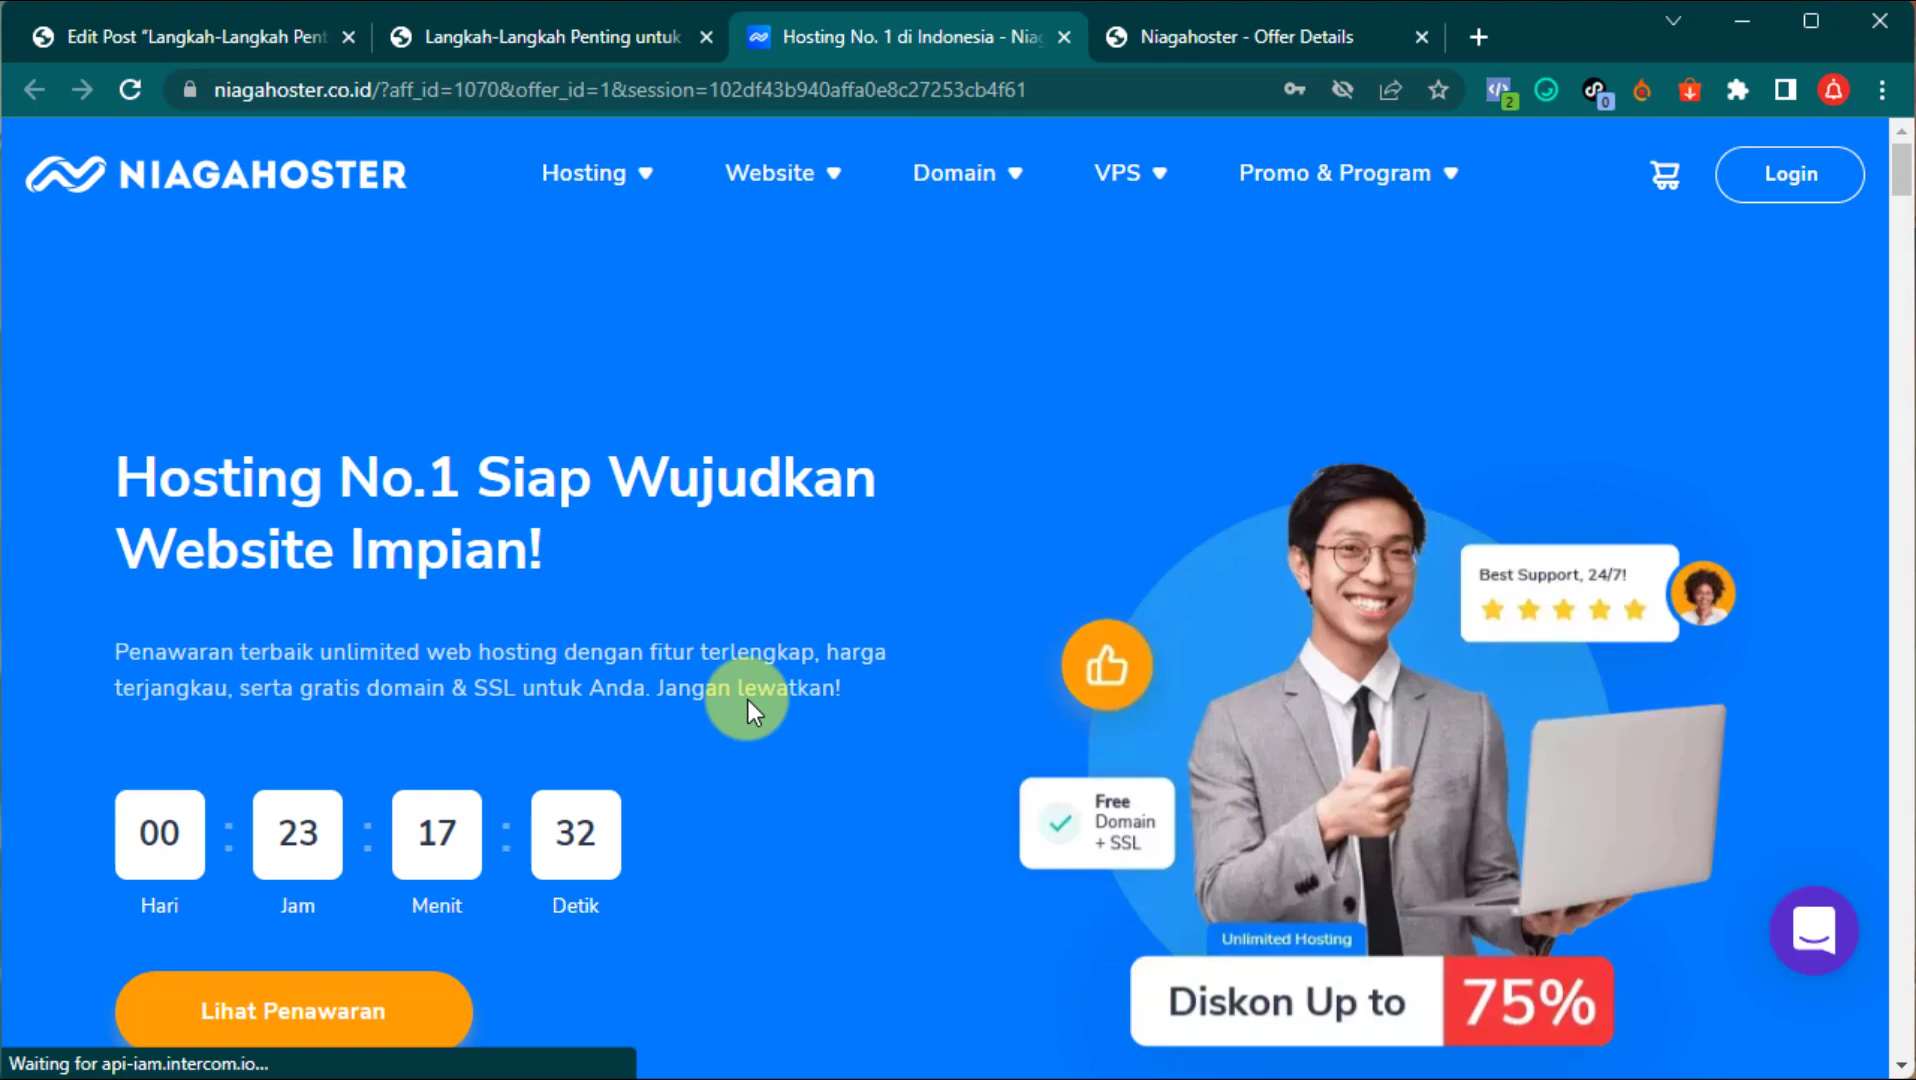 Edit Post “Langkah-Langkah Pent
Langkah-Langkah Penting untuk
Hosting No. 1 di Indonesia - Nia
Niagahoster - Offer Details
niagahoster.co.id/?aff_id=1070&offer_id=1&session=102df43b940affa0e8c27253cb4f61
2
0
NIAGAHOSTER
Hosting
Website
Domain
VPS
Promo & Program
Login
Hosting No.1 Siap Wujudkan
Website Impian!
Penawaran terbaik unlimited web hosting dengan fitur terlengkap, harga
terjangkau, serta gratis domain & SSL untuk Anda. Jangan lewatkan!
00 : 23 : 17 : 32
Hari Jam Menit Detik
Lihat Penawaran
Best Support, 24/7!
Free
Domain
+ SSL
Unlimited Hosting
Diskon Up to 75%
Waiting for api-iam.intercom.io...